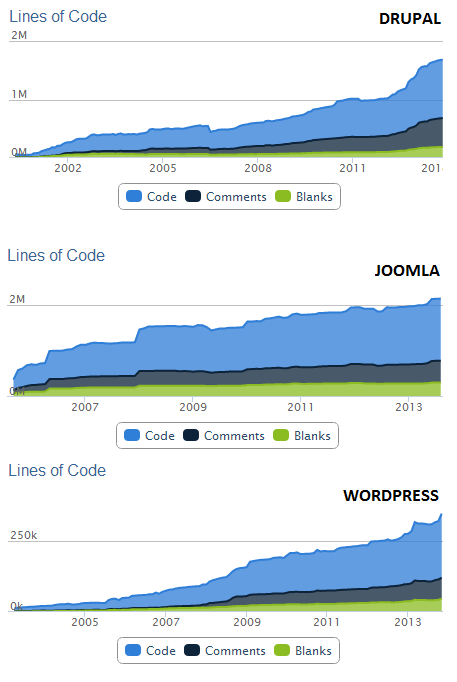 Lines of Code
DRUPAL
2M
1M
0M
2002 2005 2008 2011
Code Comments Blanks
Lines of Code
JOOMLA
2M
0M
2007 2009 2011 2013
Code Comments Blanks
Lines of Code
WORDPRESS
250k
0k
2005 2007 2009 2011 2013
Code Comments Blanks